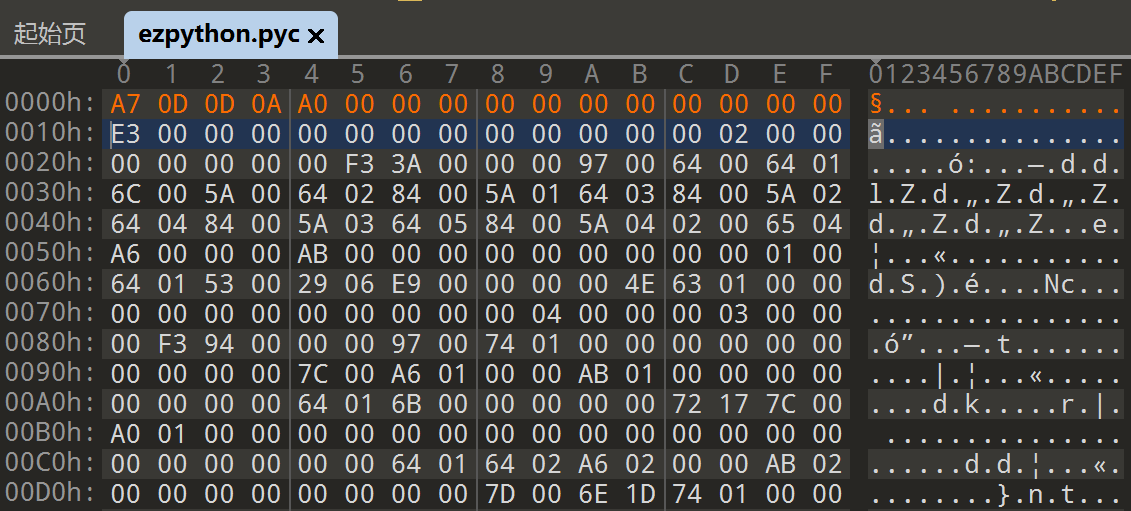 起始页 ezpython.pyc ×
0 1 2 3 4 5 6 7 8 9 A B C D E F 0123456789ABCDEF
0000h: A7 0D 0D 0A A0 00 00 00 00 00 00 00 00 00 00 00 §... ...........
0010h: E3 00 00 00 00 00 00 00 00 00 00 00 00 02 00 00 ã...............
0020h: 00 00 00 00 00 F3 3A 00 00 00 97 00 64 00 64 01 .....ó:...—.d.d.
0030h: 6C 00 5A 00 64 02 84 00 5A 01 64 03 84 00 5A 02 l.Z.d.„.Z.d.„.Z.
0040h: 64 04 84 00 5A 03 64 05 84 00 5A 04 02 00 65 04 d.„.Z.d.„.Z...e.
0050h: A6 00 00 00 AB 00 00 00 00 00 00 00 00 00 01 00 ¦...«...........
0060h: 64 01 53 00 29 06 E9 00 00 00 00 4E 63 01 00 00 d.S.).é....Nc...
0070h: 00 00 00 00 00 00 00 00 00 04 00 00 00 03 00 00 ................
0080h: 00 F3 94 00 00 00 97 00 74 01 00 00 00 00 00 00 .ó”...—.t.......
0090h: 00 00 00 00 7C 00 A6 01 00 00 AB 01 00 00 00 00 ....|.¦...«.....
00A0h: 00 00 00 00 64 01 6B 00 00 00 00 00 72 17 7C 00 ....d.k.....r.|.
00B0h: A0 01 00 00 00 00 00 00 00 00 00 00 00 00 00 00 ...............
00C0h: 00 00 00 00 00 00 64 01 64 02 A6 02 00 00 AB 02 ......d.d.¦...«.
00D0h: 00 00 00 00 00 00 00 00 7D 00 6E 1D 74 01 00 00 ........}.n.t...